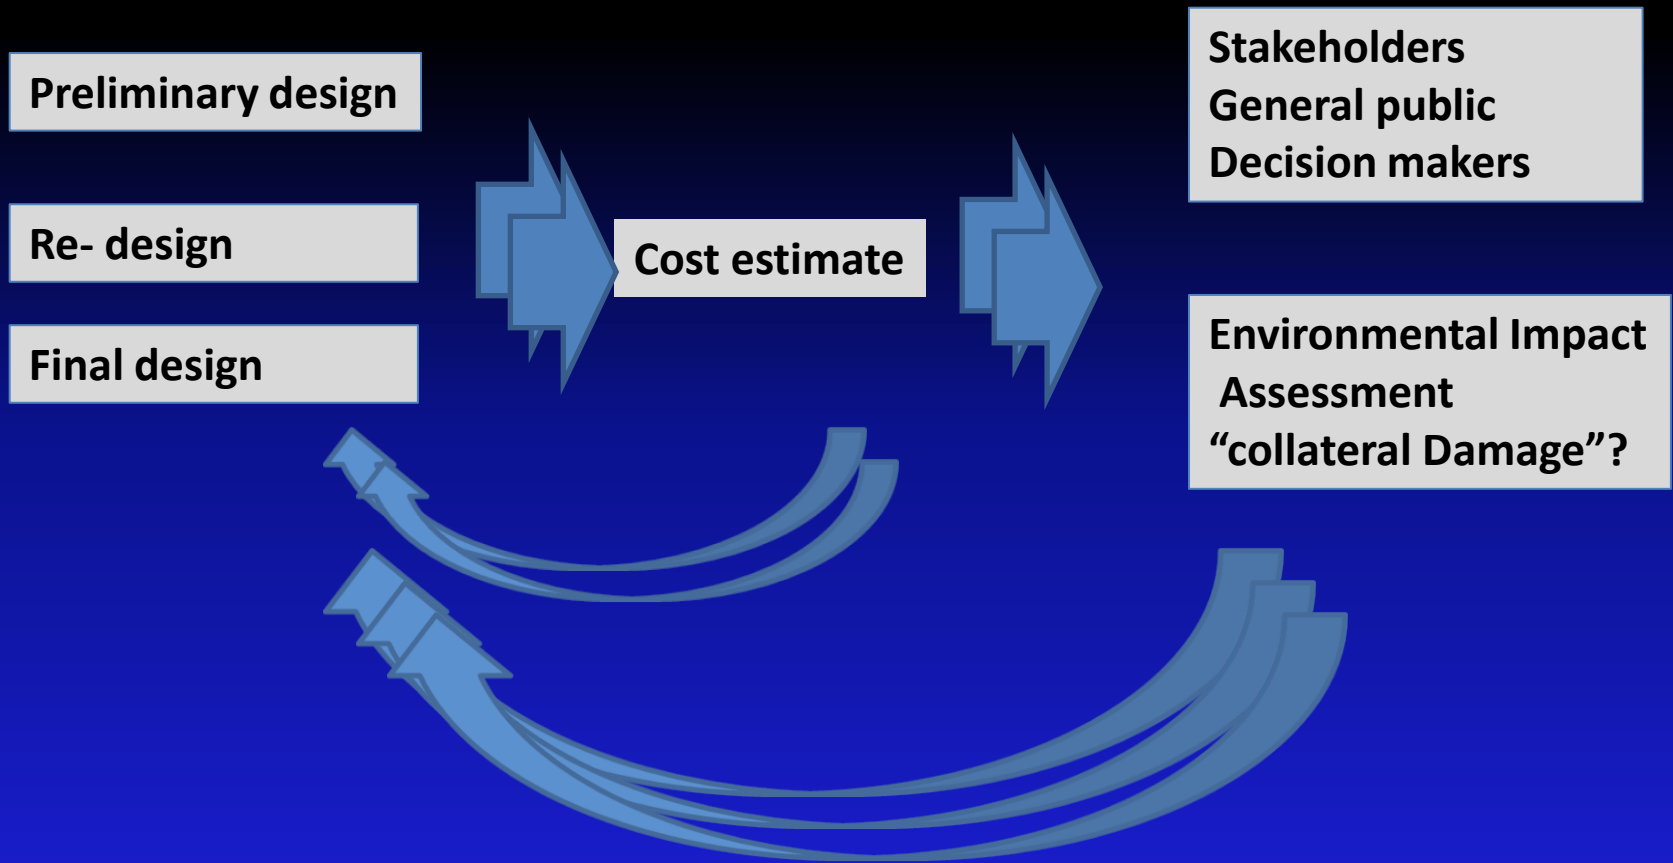 Preliminary design
Re- design
Final design
Cost estimate
Stakeholders
General public
Decision makers
Environmental Impact
Assessment
“collateral Damage”?